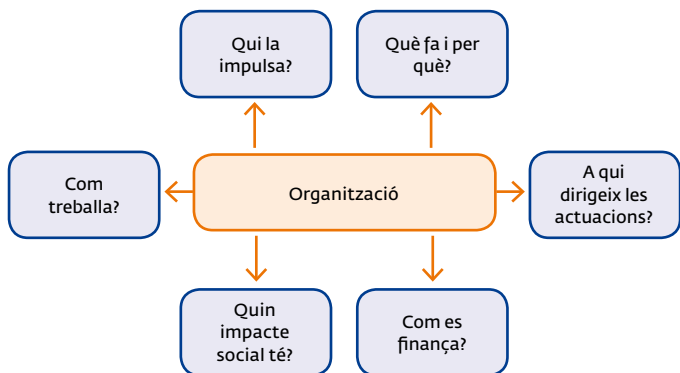 Qui la
impulsa?
Què fa i per
què?
Com
treballa?
Organització
A qui
dirigeix les
actuacions?
Quin
impacte
social té?
Com es
finança?